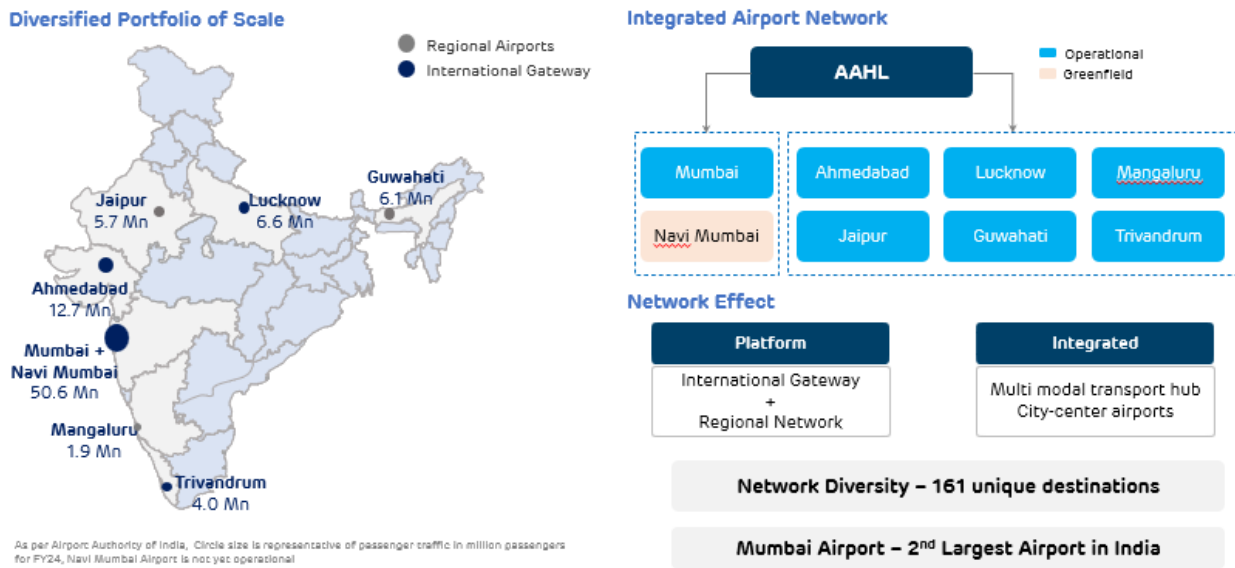 Diversified Portfolio of Scale
Regional Airports
International Gateway
Guwahati
6.1 Mn
Jaipur
5.7 Mn
Lucknow
6.6 Mn
Ahmedabad
12.7 Mn
Mumbai +
Navi Mumbai
50.6 Mn
Mangaluru
1.9 Mn
Trivandrum
4.0 Mn
As per Airport Authority of India, Circle size is representative of passenger traffic in million passengers
for FY24, Navi Mumbai Airport is not yet operational
Integrated Airport Network
AAHL
Operational
Greenfield
Mumbai
Ahmedabad
Lucknow
Mangaluru
Navi Mumbai
Jaipur
Guwahati
Trivandrum
Network Effect
Platform
International Gateway
+
Regional Network
Integrated
Multi modal transport hub
City-center airports
Network Diversity – 161 unique destinations
Mumbai Airport – 2nd Largest Airport in India